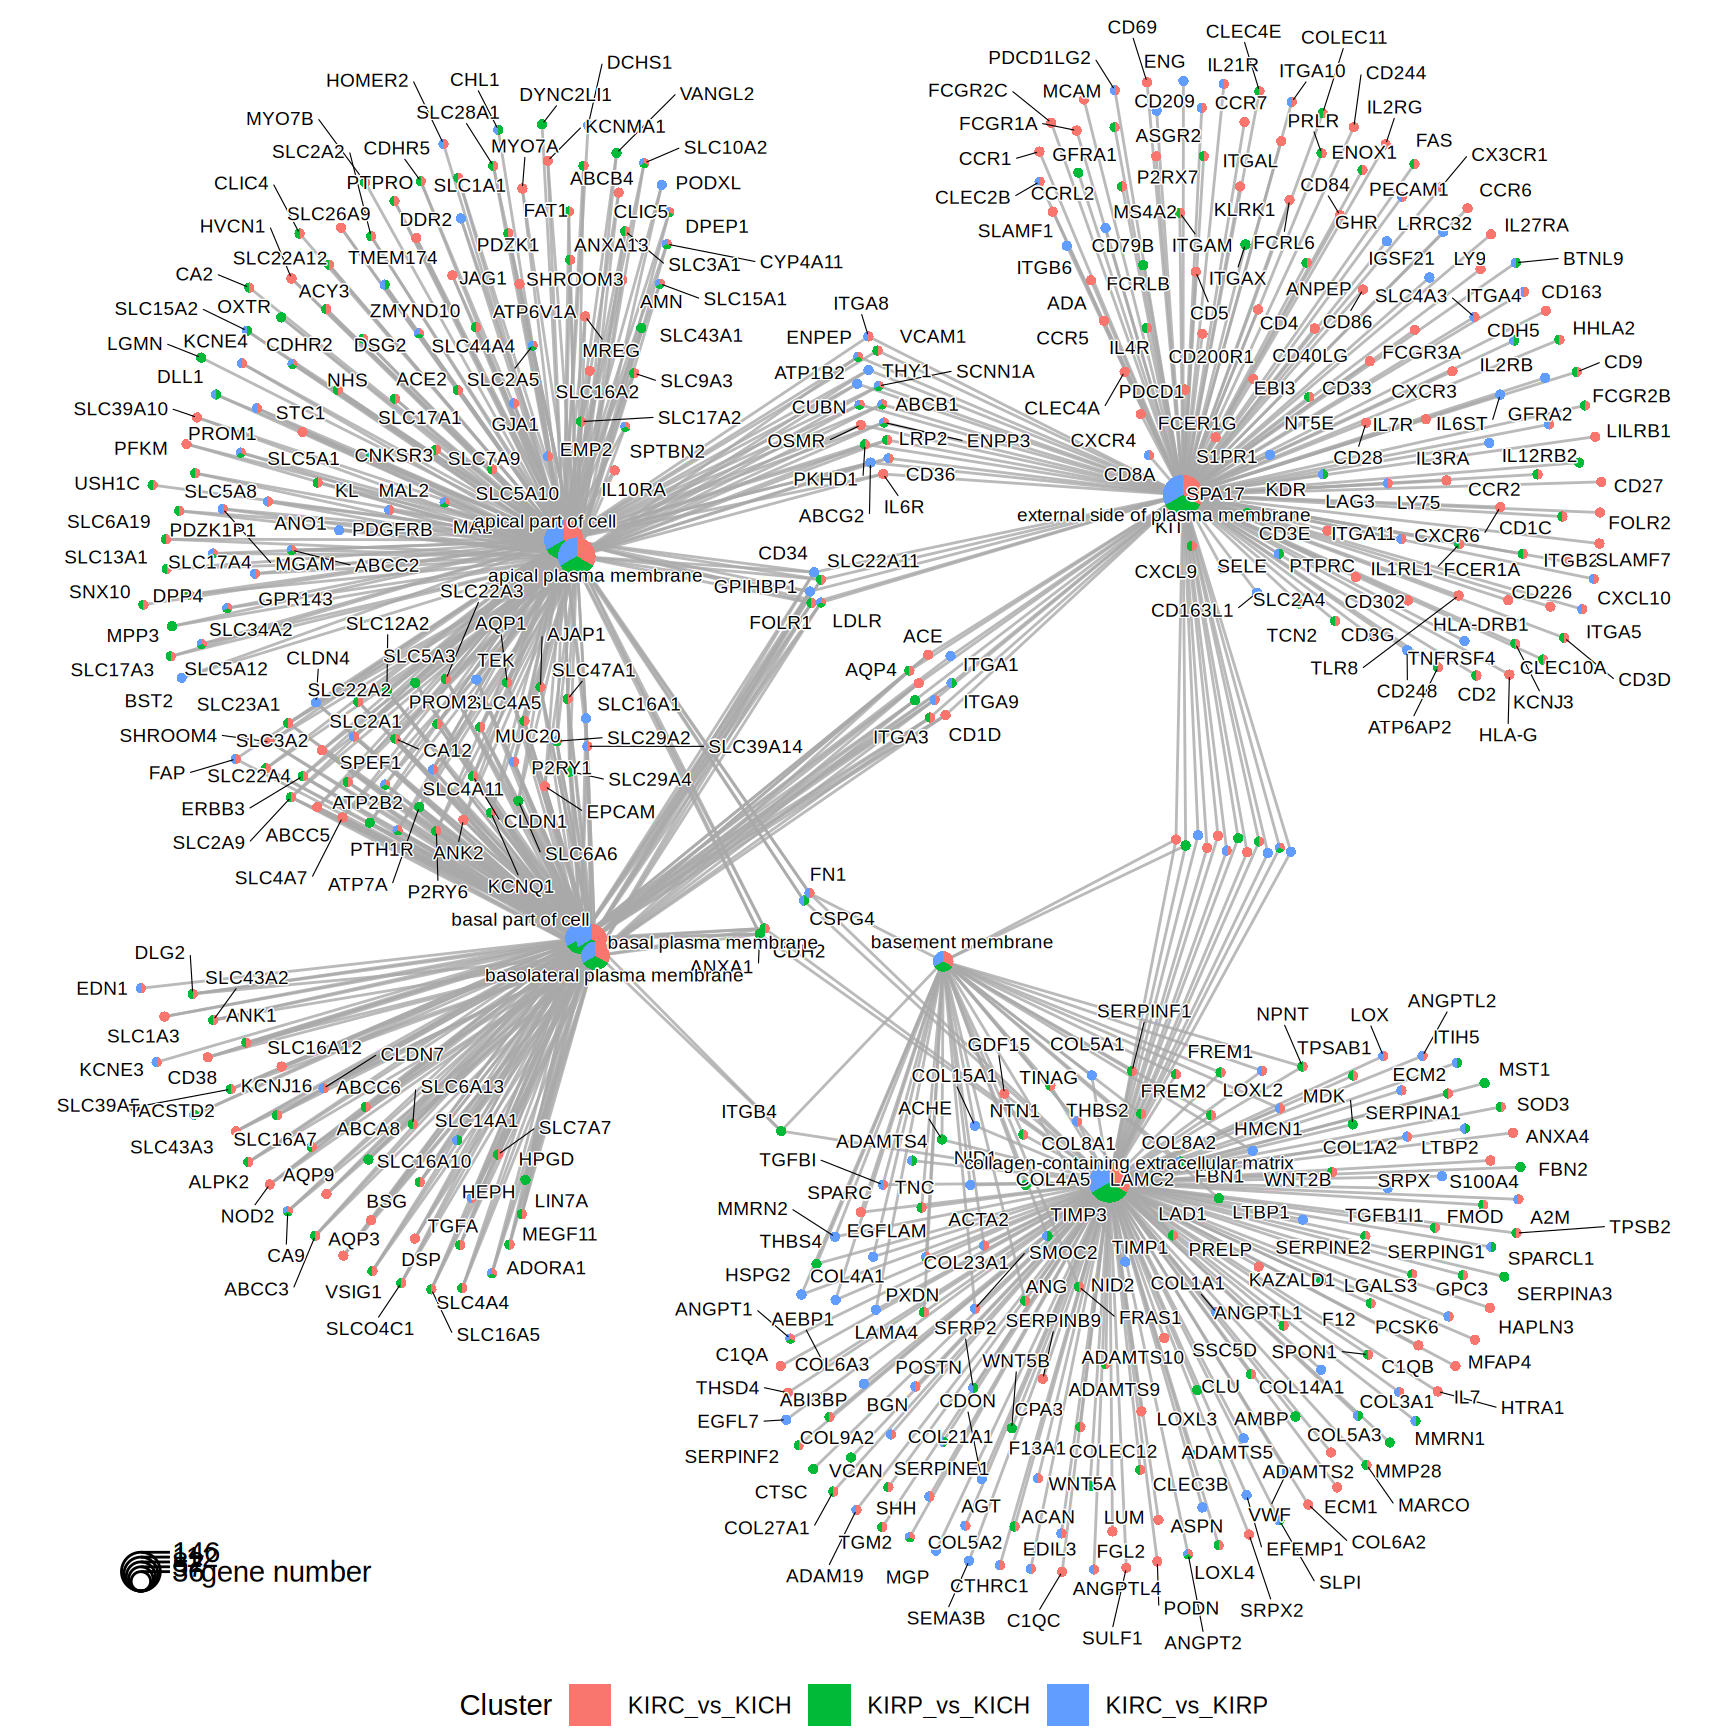 CD69
CLEC4E
COLEC11
PDCD1LG2
ENG
IL21R
ITGA10
CD244
DCHS1
HOMER2
CHL1
DYNC2LI1
VANGL2
FCGR2C
MCAM
CD209
CCR7
IL2RG
MYO7B
SLC28A1
KCNMA1
FCGR1A
ASGR2
PRLR
FAS
SLC2A2
CDHR5
MYO7A
SLC10A2
CCR1
GFRA1
ITGAL
ENOX1
CX3CR1
CLIC4
PTPRO
SLC1A1
ABCB4
PODXL
CLEC2B
CCRL2
P2RX7
CD84
PECAM1
CCR6
HVCN1
SLC26A9
DDR2
FAT1
CLIC5
DPEP1
SLAMF1
MS4A2
KLRK1
GHR
LRRC32
IL27RA
SLC22A12
TMEM174
PDZK1
ANXA13
SLC3A1
CYP4A11
CD79B
ITGAM
FCRL6
IGSF21
LY9
BTNL9
CA2
ACY3
JAG1
SHROOM3
AMN
SLC15A1
ITGB6
FCRLB
ITGAX
ANPEP
SLC4A3
ITGA4
CD163
SLC15A2
OXTR
ZMYND10
ATP6V1A
ITGA8
ADA
CD5
CD4
CD86
CDH5
HHLA2
LGMN
KCNE4
CDHR2
DSG2
SLC44A4
MREG
SLC43A1
ENPEP
VCAM1
CCR5
IL4R
CD200R1
CD40LG
FCGR3A
IL2RB
CD9
DLL1
NHS
ACE2
SLC2A5
SLC16A2
SLC9A3
ATP1B2
THY1
SCNN1A
PDCD1
EBI3
CD33
CXCR3
FCGR2B
SLC39A10
STC1
SLC17A1
GJA1
SLC17A2
CUBN
ABCB1
CLEC4A
FCER1G
NT5E
IL7R
IL6ST
GFRA2
LILRB1
PFKM
PROM1
SLC5A1
CNKSR3
SLC7A9
EMP2
SPTBN2
OSMR
LRP2
ENPP3
CXCR4
S1PR1
CD28
IL3RA
IL12RB2
USH1C
SLC5A8
KL
MAL2
SLC5A10
IL10RA
PKHD1
CD36
CD8A
SPA17
KDR
LAG3
LY75
CCR2
CD27
SLC6A19
PDZK1P1
ANO1
PDGFRB
apical part of cell
ABCG2
IL6R
external side of plasma membrane
KIT
CD3E
ITGA11
CXCR6
CD1C
FOLR2
SLC13A1
SLC17A4
MGAM
ABCC2
apical plasma membrane
CD34
SLC22A11
CXCL9
SELE
PTPRC
IL1RL1
FCER1A
ITGB2
SLAMF7
SNX10
DPP4
GPR143
SLC22A3
GPIHBP1
CD163L1
SLC2A4
CD302
CD226
CXCL10
MPP3
SLC34A2
SLC12A2
AQP1
AJAP1
FOLR1
LDLR
TCN2
CD3G
HLA-DRB1
ITGA5
SLC17A3
SLC5A12
CLDN4
SLC5A3
TEK
SLC47A1
ACE
AQP4
ITGA1
TLR8
TNFRSF4
CLEC10A
CD3D
BST2
SLC23A1
SLC22A2
PROM2
SLC4A5
SLC16A1
ITGA9
CD248
CD2
KCNJ3
SHROOM4
SLC3A2
SLC2A1
CA12
MUC20
SLC29A2
SLC39A14
ITGA3
CD1D
ATP6AP2
HLA-G
FAP
SLC22A4
SPEF1
SLC4A11
P2RY1
SLC29A4
ERBB3
ATP2B2
CLDN1
EPCAM
SLC2A9
ABCC5
PTH1R
ANK2
SLC6A6
SLC4A7
ATP7A
P2RY6
KCNQ1
FN1
basal part of cell
CSPG4
basal plasma membrane
CDH2
basement membrane
DLG2
ANXA1
EDN1
SLC43A2
basolateral plasma membrane
SLC1A3
ANK1
SERPINF1
NPNT
LOX
ANGPTL2
KCNE3
SLC16A12
CLDN7
GDF15
COL5A1
FREM1
TPSAB1
ITIH5
CD38
KCNJ16
ABCC6
SLC6A13
COL15A1
TINAG
FREM2
LOXL2
ECM2
MST1
SLC39A5
TACSTD2
ABCA8
SLC14A1
SLC7A7
ITGB4
ACHE
NTN1
THBS2
MDK
SERPINA1
SOD3
SLC43A3
SLC16A7
SLC16A10
HPGD
ADAMTS4
COL8A1
COL8A2
HMCN1
COL1A2
LTBP2
ANXA4
ALPK2
AQP9
BSG
HEPH
LIN7A
TGFBI
NID1
collagen-containing extracellular matrix
FBN2
NOD2
TGFA
MEGF11
SPARC
TNC
COL4A5
LAMC2
FBN1
WNT2B
SRPX
S100A4
CA9
AQP3
DSP
ADORA1
MMRN2
EGFLAM
ACTA2
TIMP3
LAD1
LTBP1
TGFB1I1
FMOD
A2M
TPSB2
ABCC3
VSIG1
SLC4A4
THBS4
COL23A1
SMOC2
TIMP1
PRELP
SERPINE2
SERPING1
SPARCL1
SLCO4C1
SLC16A5
HSPG2
COL4A1
PXDN
ANG
NID2
COL1A1
KAZALD1
LGALS3
GPC3
SERPINA3
ANGPT1
AEBP1
LAMA4
SFRP2
SERPINB9
FRAS1
ANGPTL1
F12
PCSK6
HAPLN3
C1QA
COL6A3
POSTN
WNT5B
ADAMTS10
SSC5D
SPON1
C1QB
MFAP4
THSD4
ABI3BP
BGN
CDON
ADAMTS9
CLU
COL14A1
COL3A1
IL7
HTRA1
EGFL7
COL9A2
COL21A1
CPA3
LOXL3
AMBP
COL5A3
MMRN1
SERPINF2
VCAN
SERPINE1
F13A1
COLEC12
ADAMTS5
ADAMTS2
MMP28
CTSC
SHH
AGT
WNT5A
CLEC3B
VWF
ECM1
MARCO
COL27A1
TGM2
COL5A2
ACAN
LUM
ASPN
EFEMP1
COL6A2
ADAM19
MGP
CTHRC1
EDIL3
FGL2
LOXL4
SLPI
SEMA3B
C1QC
ANGPTL4
PODN
SRPX2
SULF1
ANGPT2
146
36
gene number
Cluster
KIRC_vs_KICH
KIRP_vs_KICH
KIRC_vs_KIRP